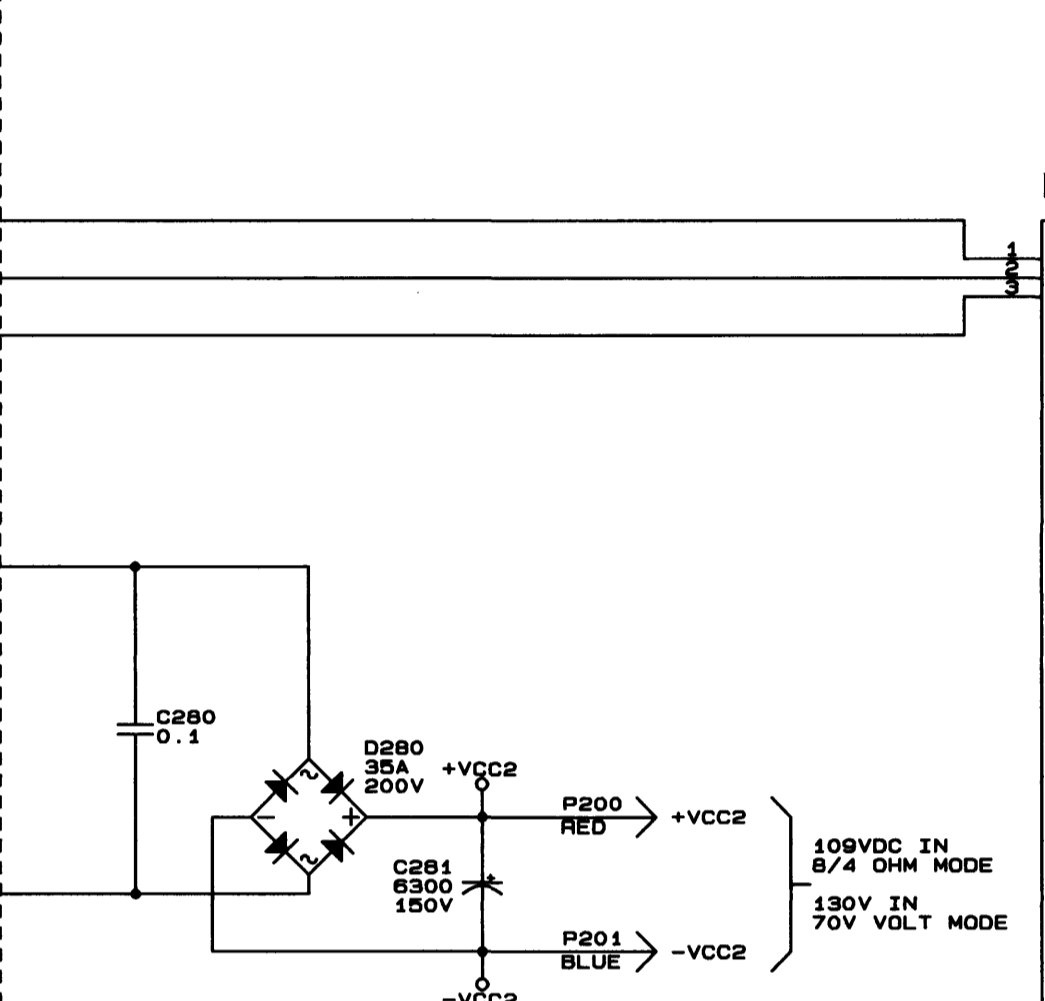 1
2
3
C280
0.1
D280
35A
200V
~
~
-
+
+VCC2
P200
RED
+VCC2
C281
6300
150V
+
109VDC IN
8/4 OHM MODE
130V IN
70V VOLT MODE
P201
BLUE
-VCC2
-VCC2